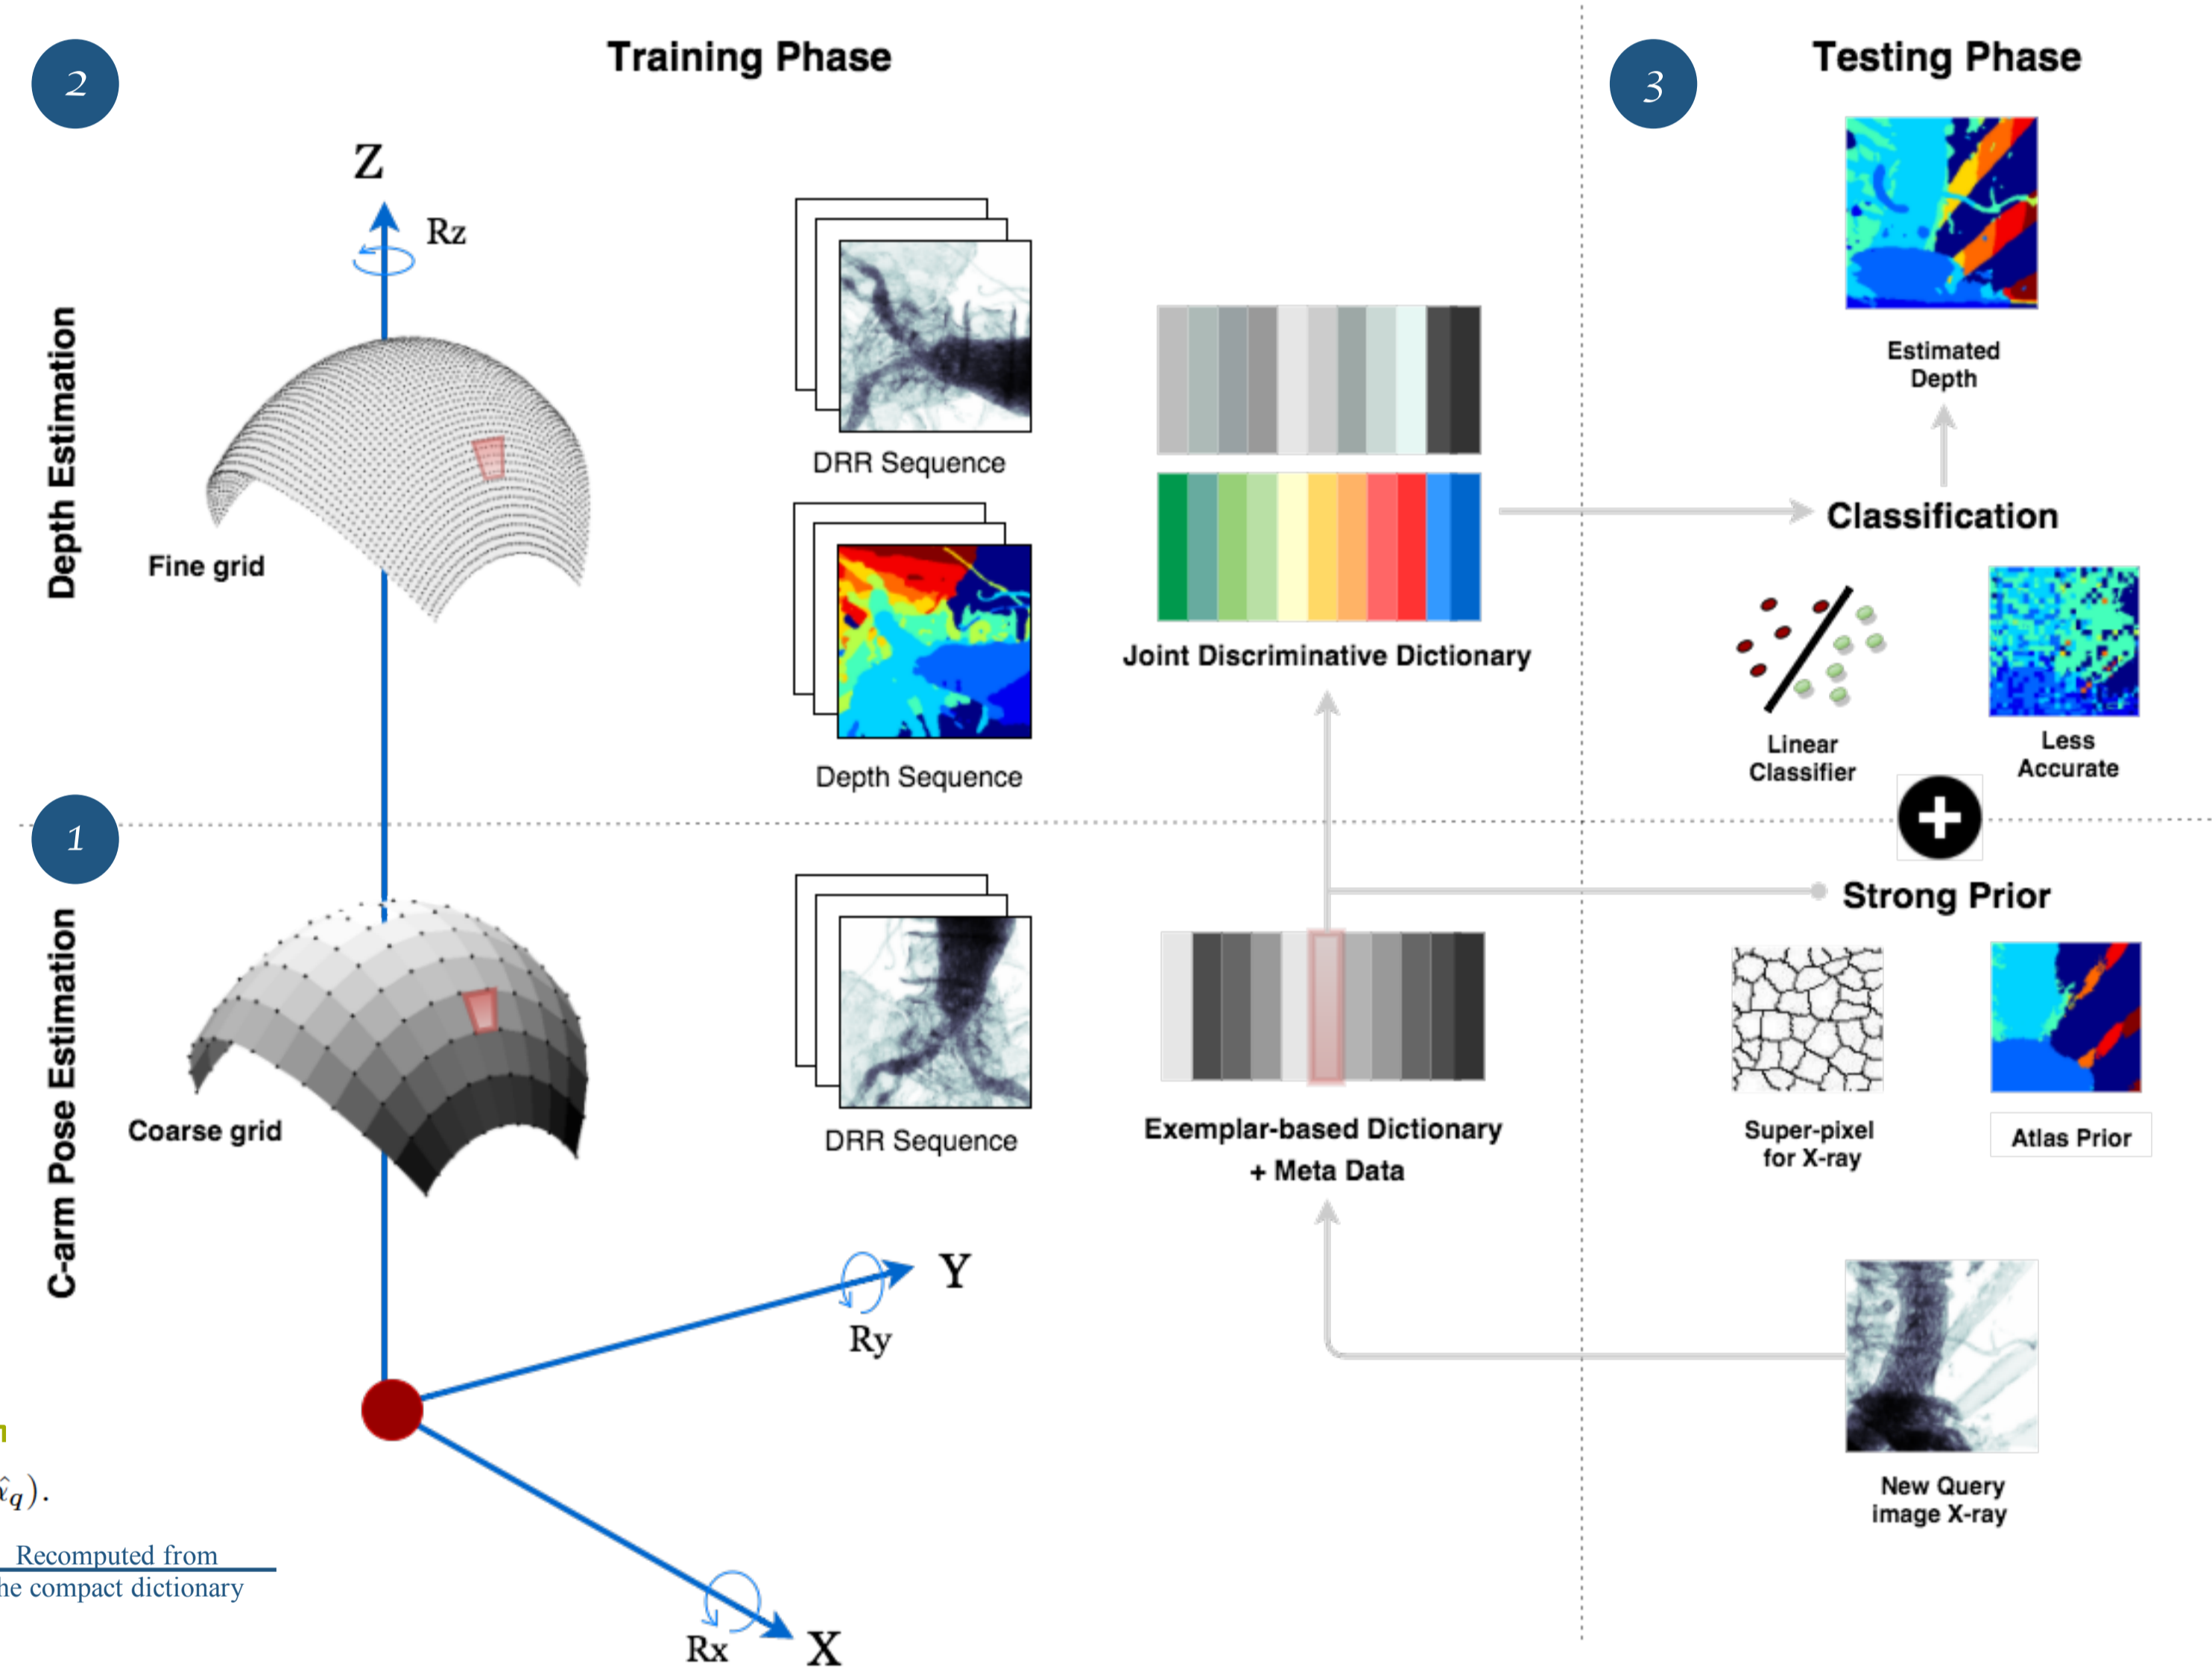 2
Training Phase
3
Testing Phase
Z
Rz
Depth Estimation
Fine grid
DRR Sequence
Depth Sequence
Joint Discriminative Dictionary
Estimated
Depth
Classification
Linear
Classifier
Less
Accurate
1
C-arm Pose Estimation
Coarse grid
DRR Sequence
Exemplar-based Dictionary
+ Meta Data
Strong Prior
Super-pixel
for X-ray
Atlas Prior
Y
Ry
New Query
image X-ray
Rx
X
q).
Recomputed from
compact dictionary